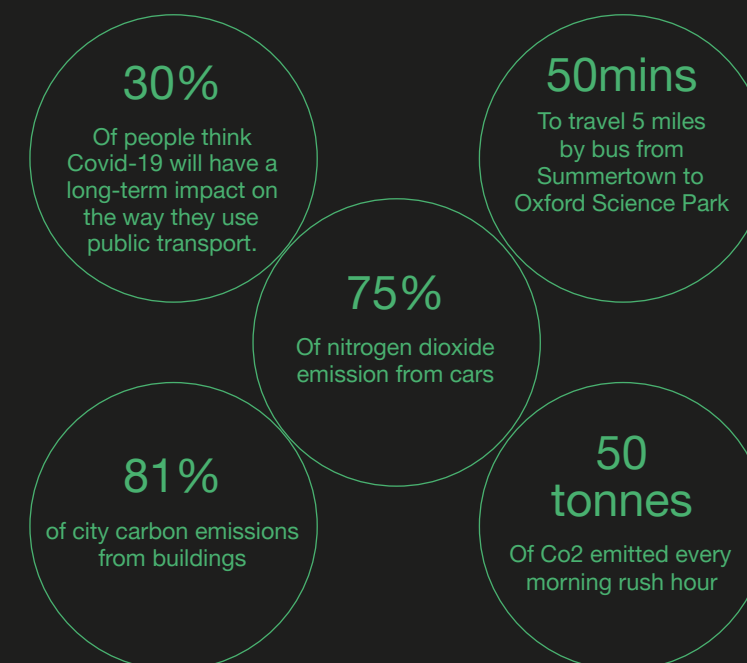 30%
Of people think
Covid-19 will have a
long-term impact on
the way they use
public transport.
50mins
To travel 5 miles
by bus from
Summertown to
Oxford Science Park
75%
Of nitrogen dioxide
emission from cars
81%
of city carbon emissions
from buildings
50
tonnes
Of Co2 emitted every
morning rush hour